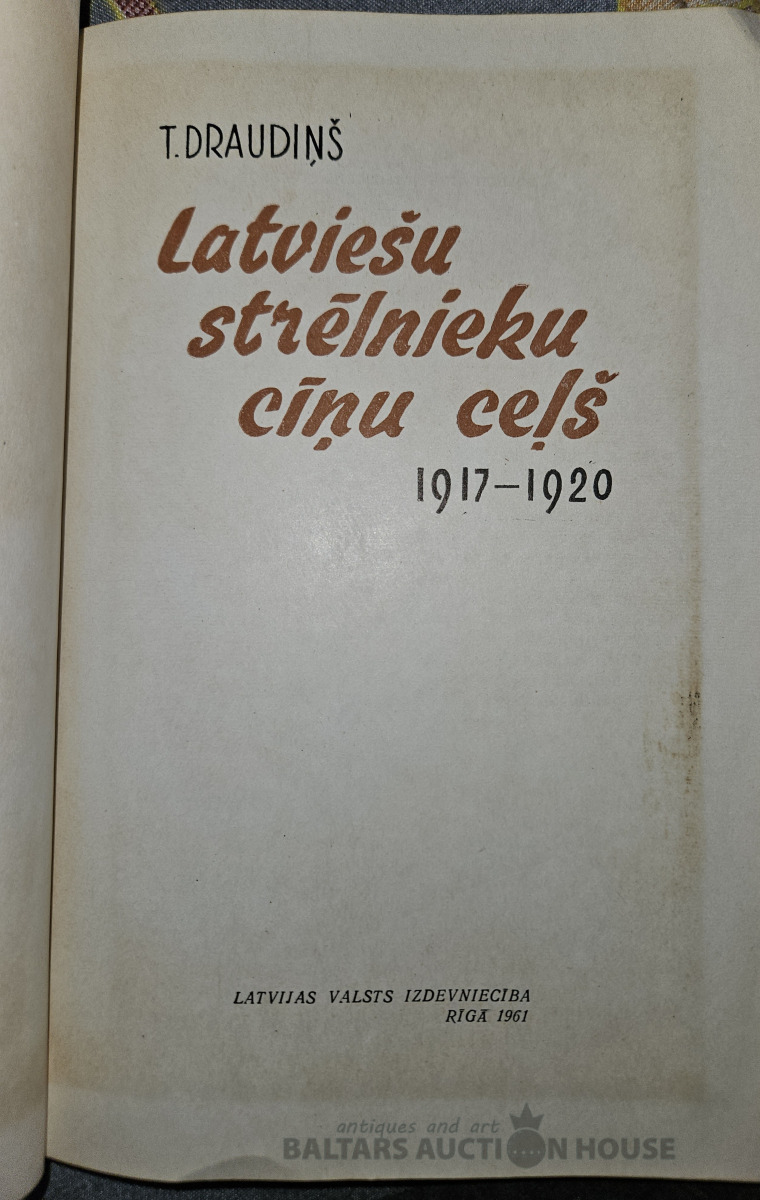 T. DRAUDIŅŠ
Latviešu
strēlnieku
cīņu ceļš
1917—1920
LATVIJAS VALSTS IZDEVNIECĪBA
RĪGĀ 1961
antiques and art
BALTARS AUCTION HOUSE